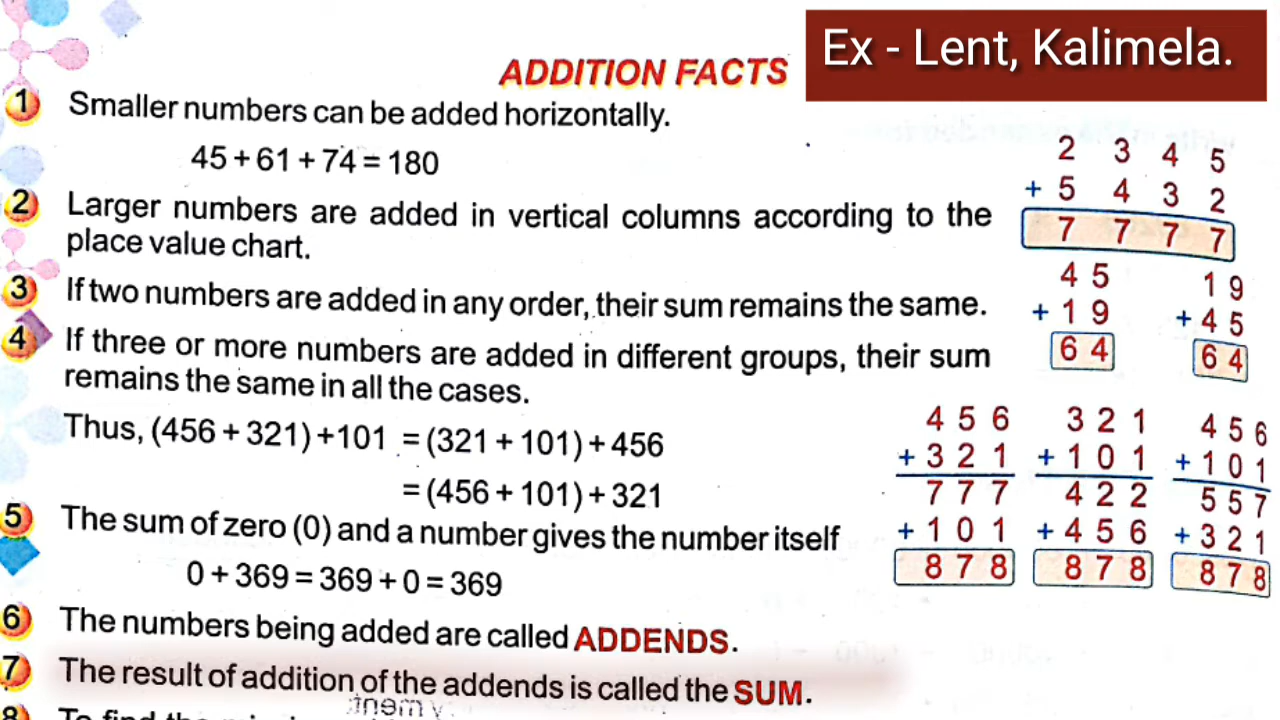 Ex - Lent, Kalimela.
ADDITION FACTS
1 Smaller numbers can be added horizontally.
45 + 61 + 74 = 180
2 Larger numbers are added in vertical columns according to the
place value chart.
2 3 4 5
+ 5 4 3 2
7 7 7 7
3 If two numbers are added in any order, their sum remains the same.
4 5
+ 1 9
6 4
1 9
+ 4 5
6 4
4 If three or more numbers are added in different groups, their sum
remains the same in all the cases.
Thus, (456 + 321) +101 = (321 + 101) + 456
= (456 + 101) + 321
4 5 6
+ 3 2 1
7 7 7
+ 1 0 1
8 7 8
3 2 1
+ 1 0 1
4 2 2
+ 4 5 6
8 7 8
4 5 6
+ 1 0 1
5 5 7
+ 3 2 1
8 7 8
5 The sum of zero (0) and a number gives the number itself
0 + 369 = 369 + 0 = 369
6 The numbers being added are called ADDENDS.
7 The result of addition of the addends is called the SUM.
8 To find the